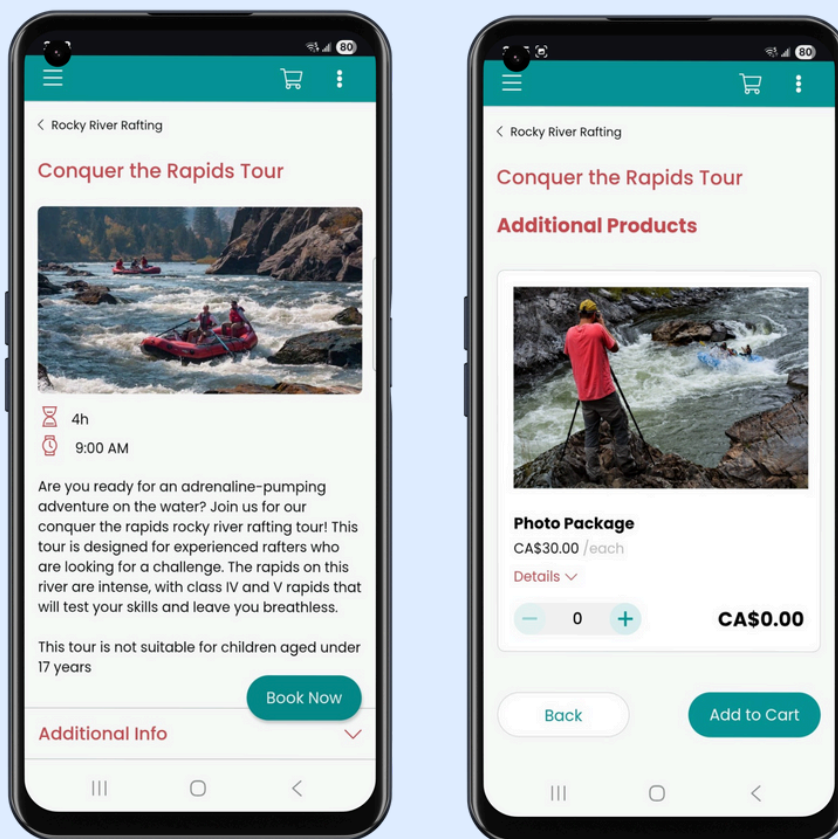 80
Rocky River Rafting
Conquer the Rapids Tour
4h
9:00 AM
Are you ready for an adrenaline-pumping
adventure on the water? Join us for our
conquer the rapids rocky river rafting tour! This
tour is designed for experienced rafters who
are looking for a challenge. The rapids on this
river are intense, with class IV and V rapids that
will test your skills and leave you breathless.
This tour is not suitable for children aged under
17 years
Book Now
Additional Info
80
Rocky River Rafting
Conquer the Rapids Tour
Additional Products
Photo Package
CA$30.00 /each
Details
0
CA$0.00
Back
Add to Cart